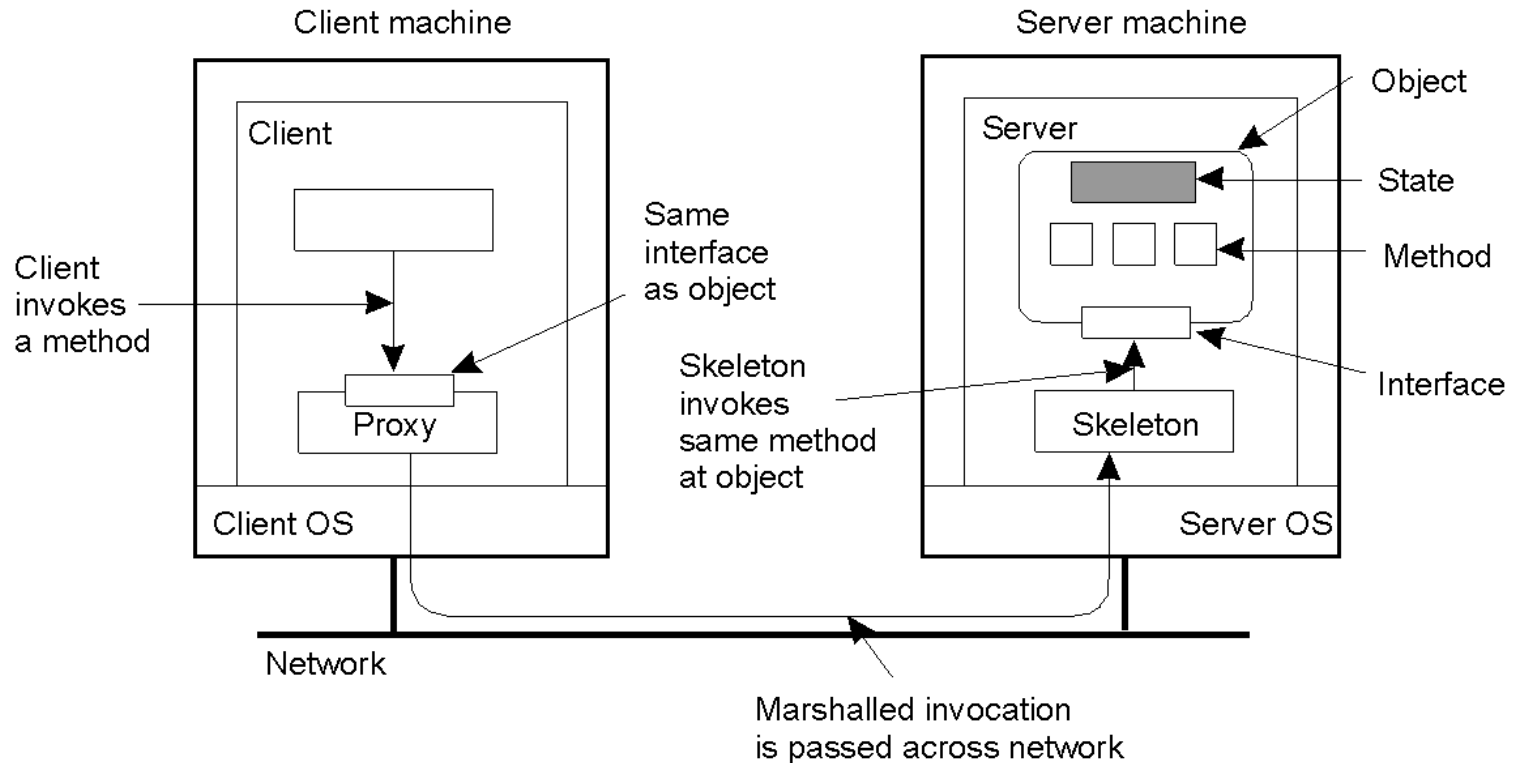 Client machine
Server machine
Client
Server
Object
State
Method
Interface
Client
invokes
a method
Same
interface
as object
Skeleton
invokes
same method
at object
Proxy
Skeleton
Client OS
Server OS
Network
Marshalled invocation
is passed across network